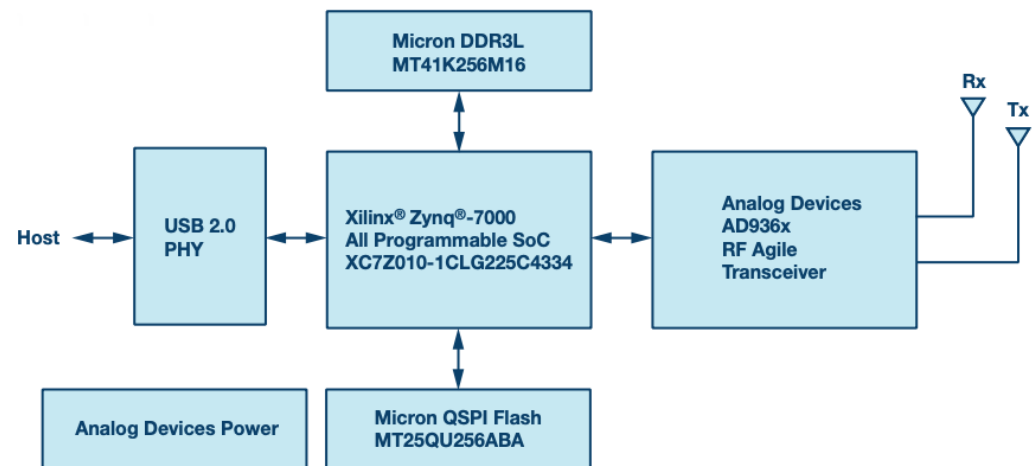 Micron DDR3L
MT41K256M16
Rx
Tx
Host
USB 2.0
PHY
Xilinx® Zynq®-7000
All Programmable SoC
XC7Z010-1CLG225C4334
Analog Devices
AD936x
RF Agile
Transceiver
Analog Devices Power
Micron QSPI Flash
MT25QU256ABA